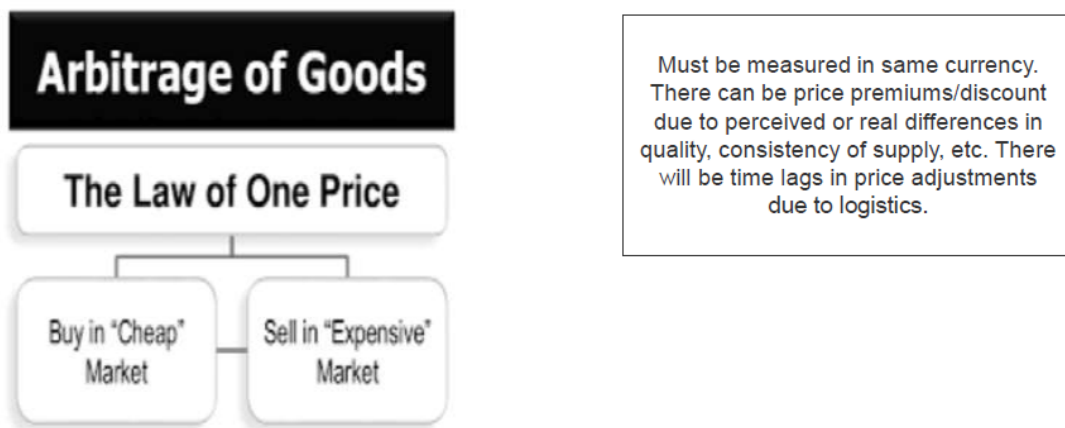 Arbitrage of Goods
The Law of One Price
Buy in "Cheap"
Market
Sell in "Expensive"
Market
Must be measured in same currency.
There can be price premiums/discount
due to perceived or real differences in
quality, consistency of supply, etc. There
will be time lags in price adjustments
due to logistics.